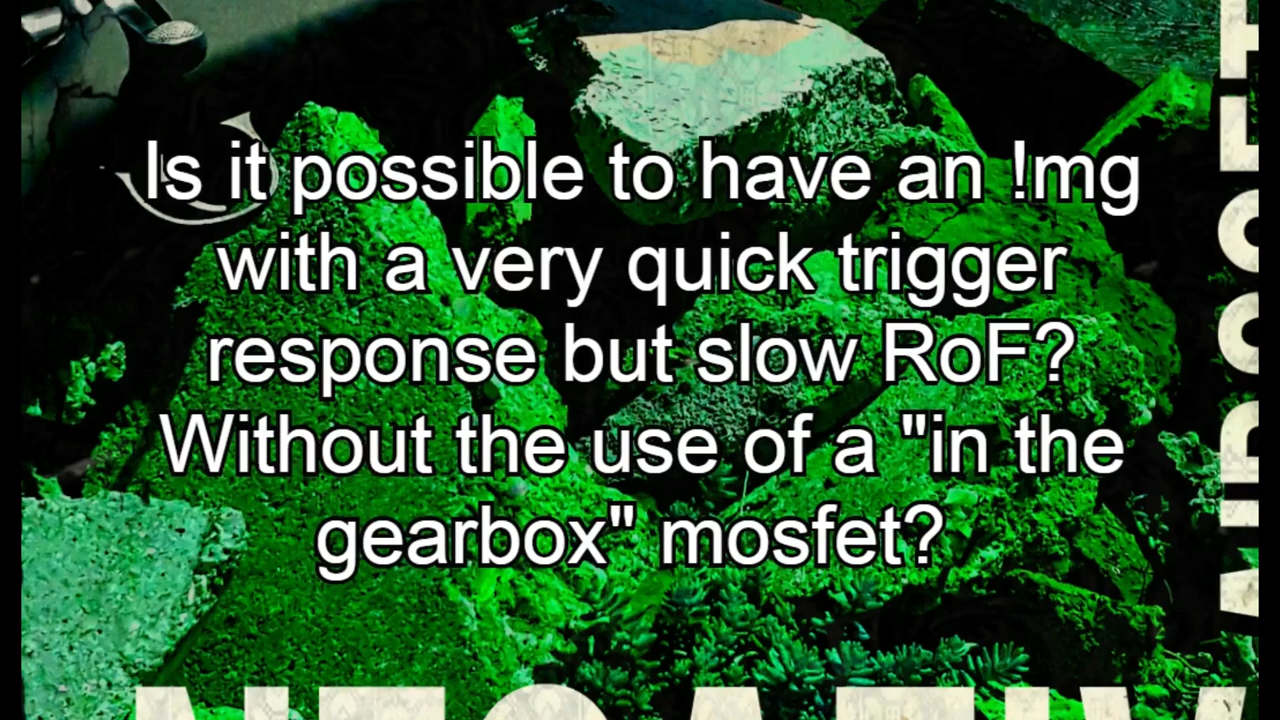 Is it possible to have an !mg
with a very quick trigger
response but slow RoF?
Without the use of a "in the
gearbox" mosfet?